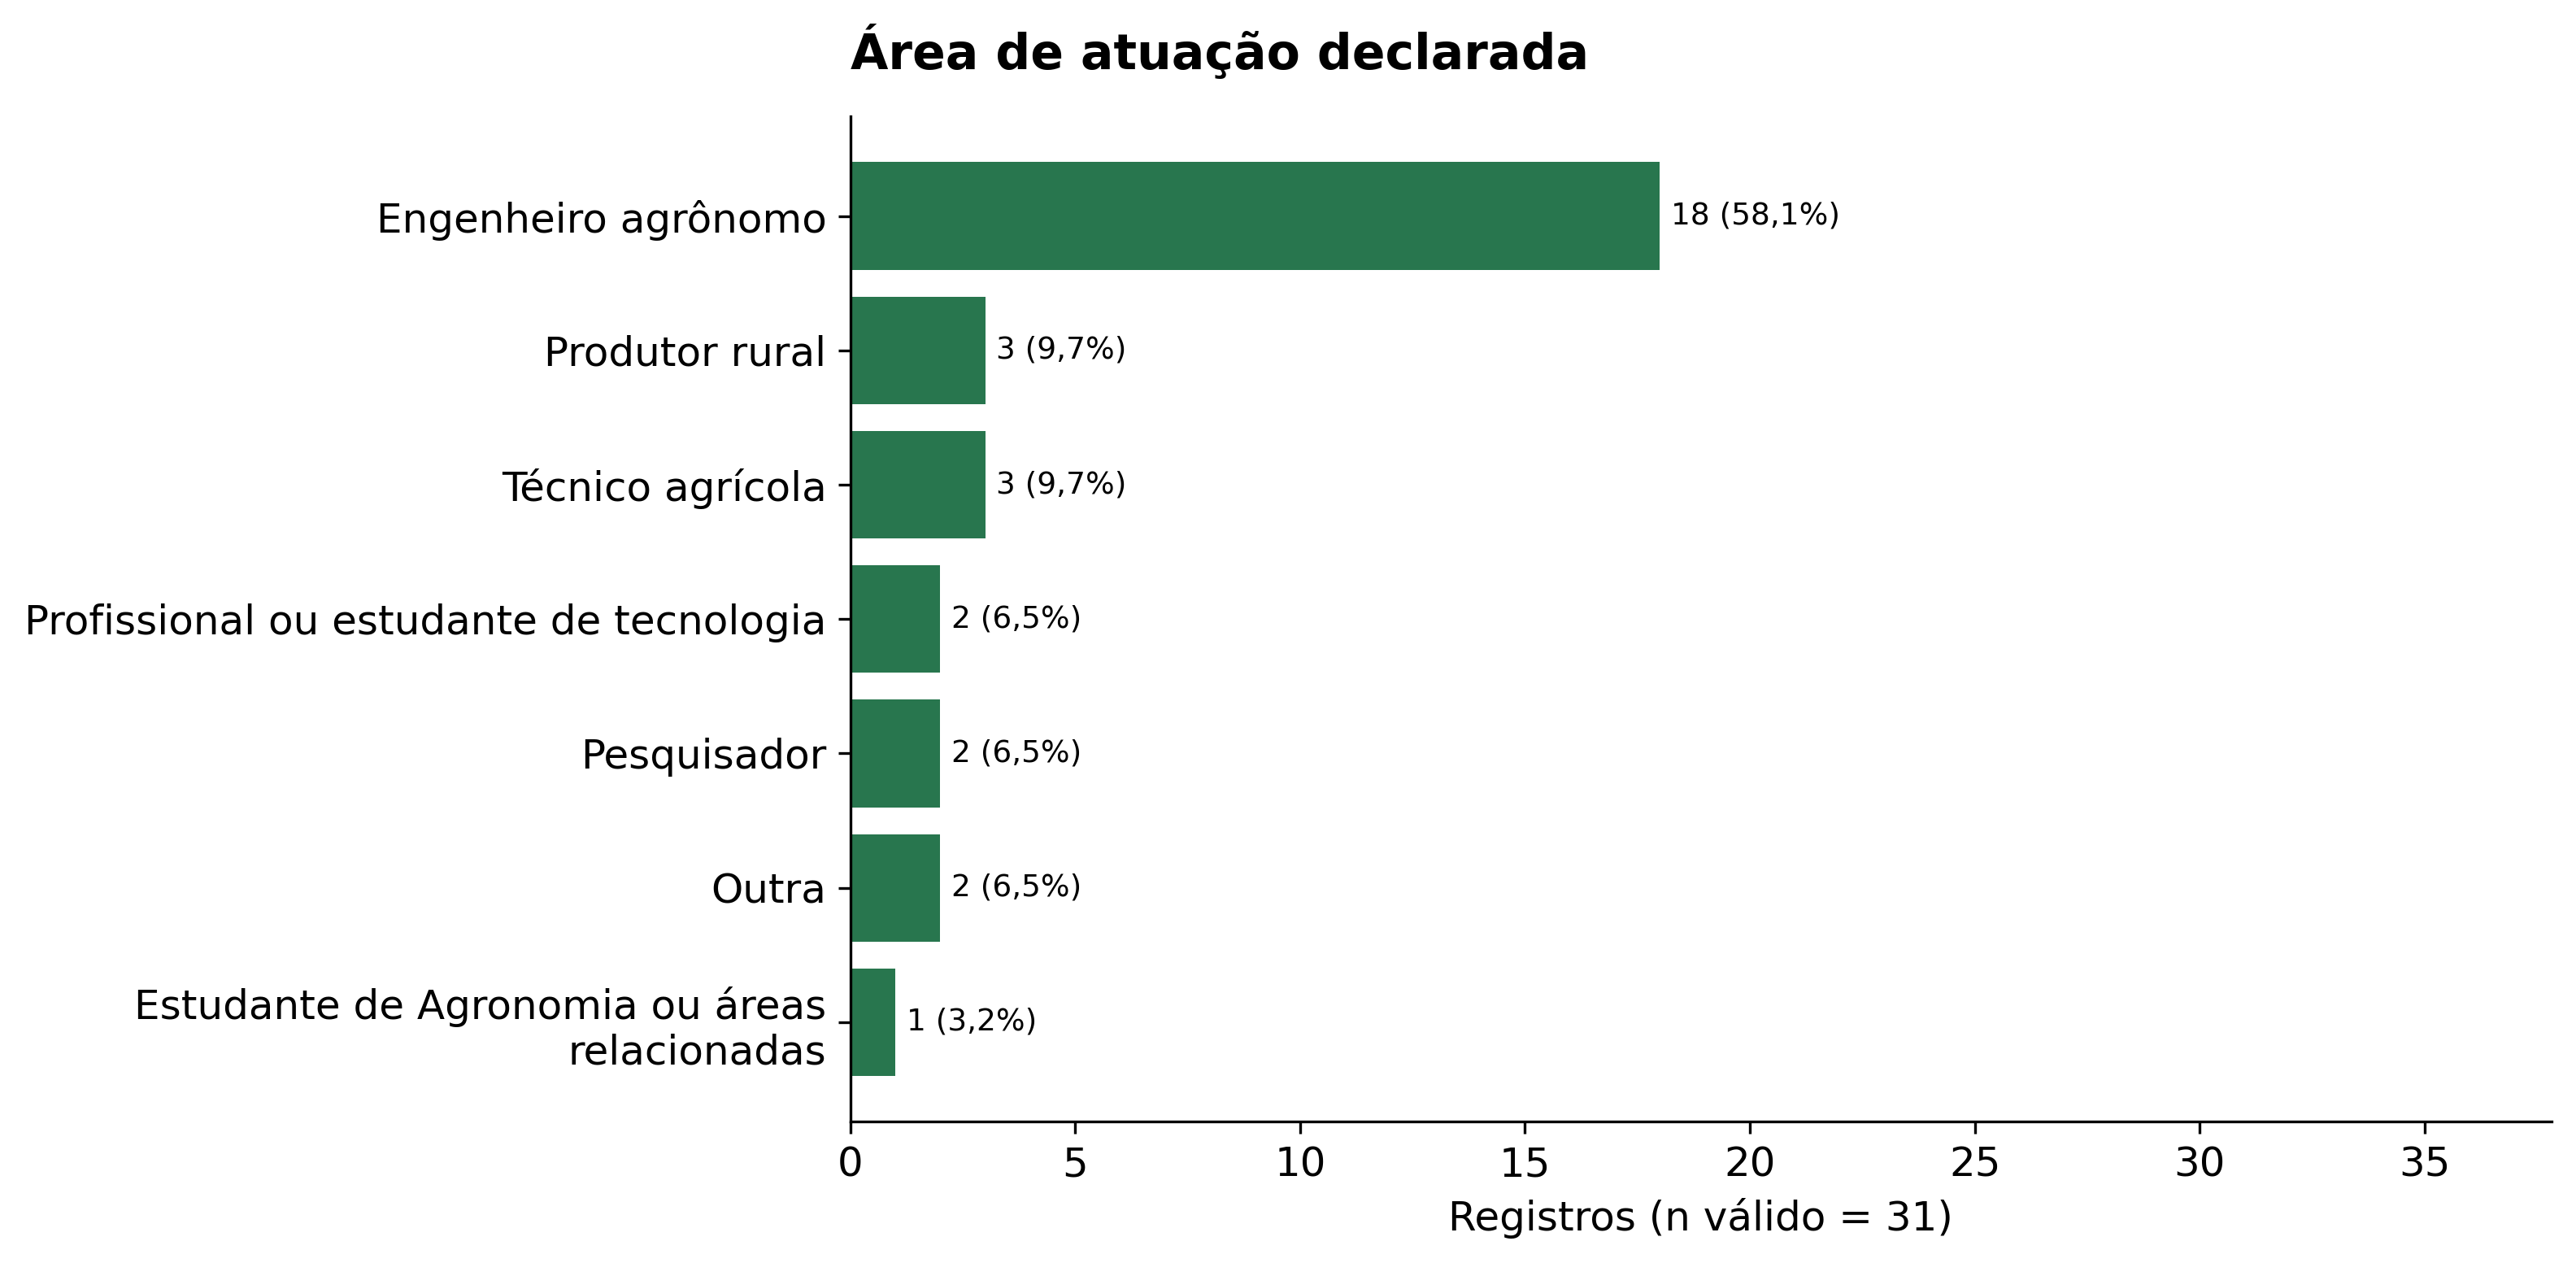 Área de atuação declarada
Engenheiro agrônomo
18 (58,1%)
Produtor rural
3 (9,7%)
Técnico agrícola
3 (9,7%)
Profissional ou estudante de tecnologia
2 (6,5%)
Pesquisador
2 (6,5%)
Outra
2 (6,5%)
Estudante de Agronomia ou áreas
relacionadas
1 (3,2%)
0 5 10 15 20 25 30 35
Registros (n válido = 31)